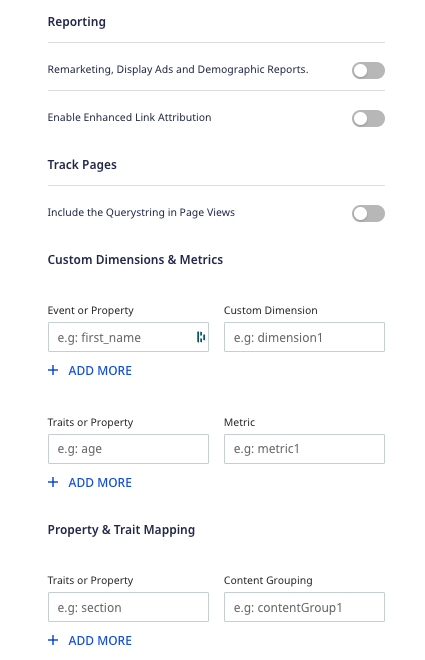 Reporting
Remarketing, Display Ads and Demographic Reports.
Enable Enhanced Link Attribution
Track Pages
Include the Querystring in Page Views
Custom Dimensions & Metrics
Event or Property Custom Dimension
e.g: first_name e.g: dimension1
+ ADD MORE
Traits or Property Metric
e.g: age e.g: metric1
+ ADD MORE
Property & Trait Mapping
Traits or Property Content Grouping
e.g: section e.g: contentGroup1
+ ADD MORE